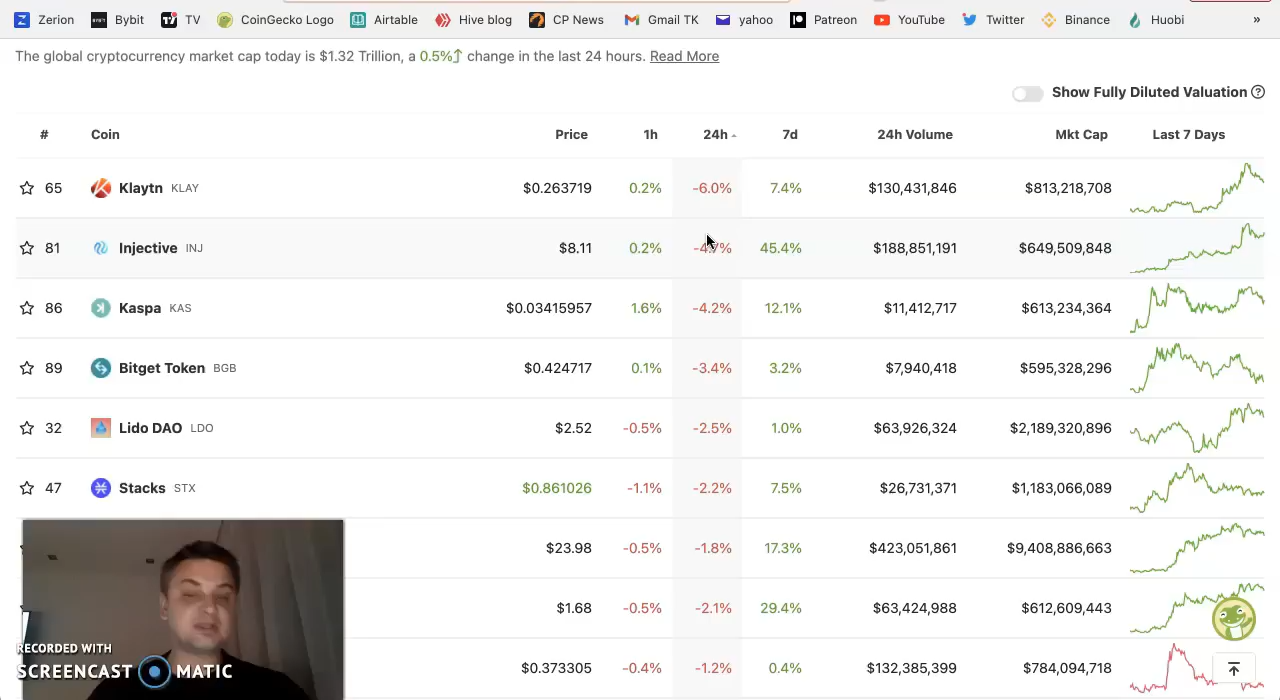 Zerion Bybit TV CoinGecko Logo Airtable Hive blog CP News Gmail TK yahoo Patreon YouTube Twitter Binance Huobi »
The global cryptocurrency market cap today is $1.32 Trillion, a 0.5% change in the last 24 hours. Read More
Show Fully Diluted Valuation
# Coin Price 1h 24h 7d 24h Volume Mkt Cap Last 7 Days
65 Klaytn KLAY $0.263719 0.2% -6.0% 7.4% $130,431,846 $813,218,708
81 Injective INJ $8.11 0.2% -4.7% 45.4% $188,851,191 $649,509,848
86 Kaspa KAS $0.03415957 1.6% -4.2% 12.1% $11,412,717 $613,234,364
89 Bitget Token BGB $0.424717 0.1% -3.4% 3.2% $7,940,418 $595,328,296
32 Lido DAO LDO $2.52 -0.5% -2.5% 1.0% $63,926,324 $2,189,320,896
47 Stacks STX $0.861026 -1.1% -2.2% 7.5% $26,731,371 $1,183,066,089
$23.98 -0.5% -1.8% 17.3% $423,051,861 $9,408,886,663
$1.68 -0.5% -2.1% 29.4% $63,424,988 $612,609,443
$0.373305 -0.4% -1.2% 0.4% $132,385,399 $784,094,718
RECORDED WITH
SCREENCAST MATIC